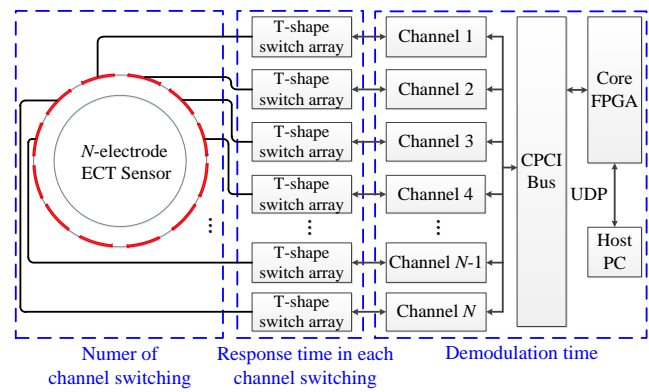 T-shape
switch array
Channel 1
T-shape
switch array
Channel 2
T-shape
switch array
Channel 3
T-shape
switch array
Channel 4
...
...
...
T-shape
switch array
Channel N-1
T-shape
switch array
Channel N
N-electrode
ECT Sensor
CPCI
Bus
Core
FPGA
UDP
Host
PC
Numer of
channel switching
Response time in each
channel switching
Demodulation time